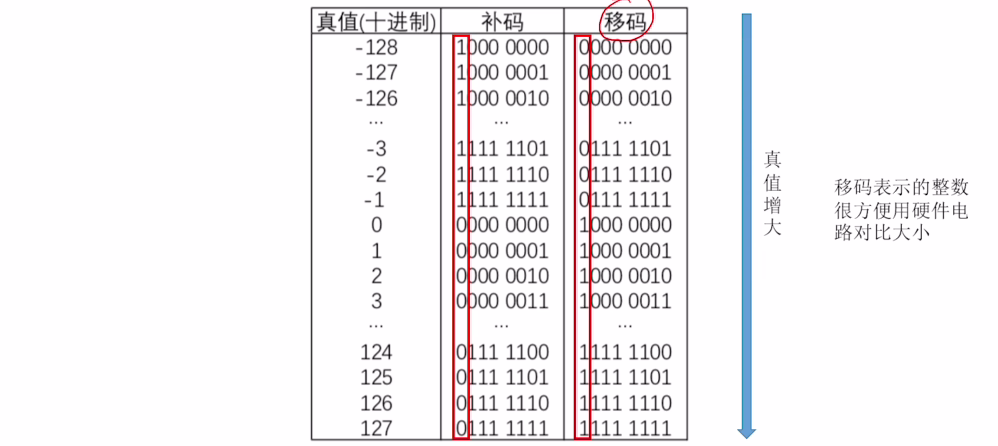 真值(十进制) 补码 移码
-128 1000 0000 0000 0000
-127 1000 0001 0000 0001
-126 1000 0010 0000 0010
... ... ...
-3 1111 1101 0111 1101
-2 1111 1110 0111 1110
-1 1111 1111 0111 1111
0 0000 0000 1000 0000
1 0000 0001 1000 0001
2 0000 0010 1000 0010
3 0000 0011 1000 0011
... ... ...
124 0111 1100 1111 1100
125 0111 1101 1111 1101
126 0111 1110 1111 1110
127 0111 1111 1111 1111
真
值
增
大
移码表示的整数
很方便用硬件电
路对比大小